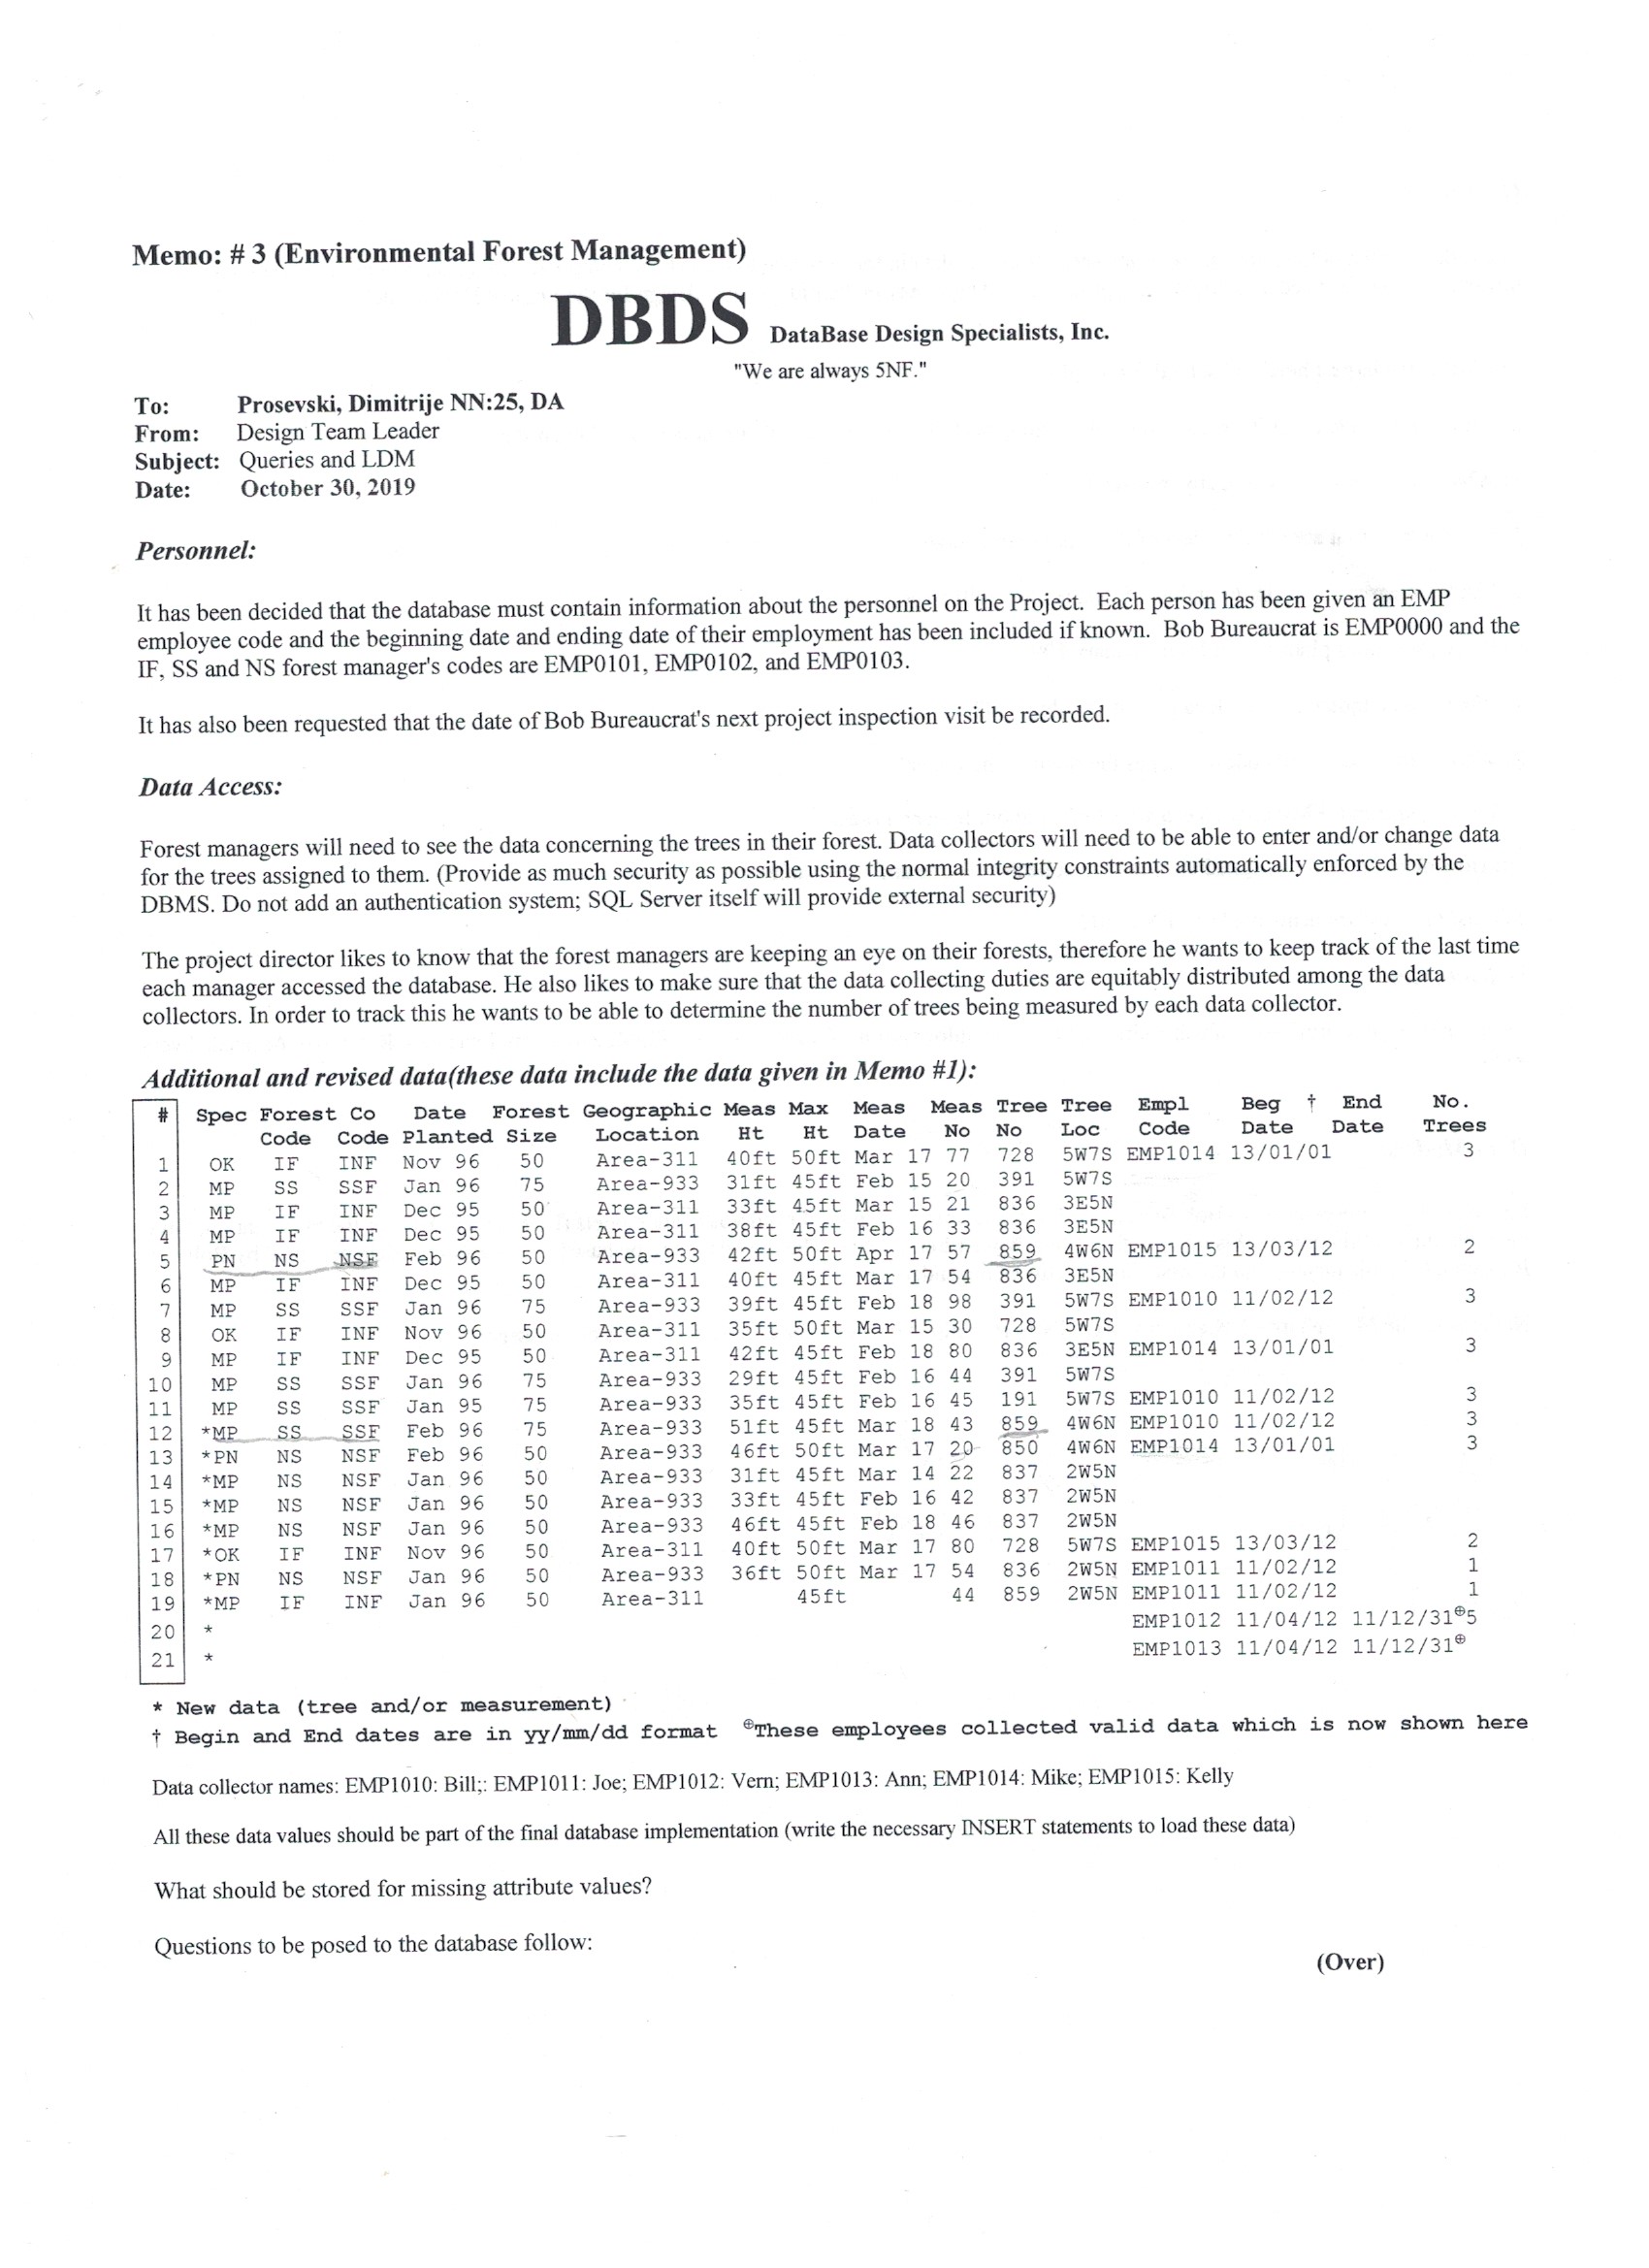 Memo: # 3 (Environmental Forest Management)
DBDS DataBase Design Specialists, Inc.
"We are always 5NF."
To: Prosevski, Dimitrije NN:25, DA
From: Design Team Leader
Subject: Queries and LDM
Date: October 30, 2019
Personnel:
It has been decided that the database must contain information about the personnel on the Project. Each person has been given an EMP
employee code and the beginning date and ending date of their employment has been included if known. Bob Bureaucrat is EMP0000 and the
IF, SS and NS forest manager's codes are EMP0101, EMP0102, and EMP0103.
It has also been requested that the date of Bob Bureaucrat's next project inspection visit be recorded.
Data Access:
Forest managers will need to see the data concerning the trees in their forest. Data collectors will need to be able to enter and/or change data
for the trees assigned to them. (Provide as much security as possible using the normal integrity constraints automatically enforced by the
DBMS. Do not add an authentication system; SQL Server itself will provide external security)
The project director likes to know that the forest managers are keeping an eye on their forests, therefore he wants to keep track of the last time
each manager accessed the database. He also likes to make sure that the data collecting duties are equitably distributed among the data
collectors. In order to track this he wants to be able to determine the number of trees being measured by each data collector.
Additional and revised data(these data include the data given in Memo #1):
# Spec Forest Co Date Forest Geographic Meas Max Meas Meas Tree Tree Empl Beg † End No.
Code Code Planted Size Location Ht Ht Date No No Loc Code Date Date Trees
1 OK IF INF Nov 96 50 Area-311 40ft 50ft Mar 17 77 728 5W7S EMP1014 13/01/01 3
2 MP SS SSF Jan 96 75 Area-933 31ft 45ft Feb 15 20 391 5W7S
3 MP IF INF Dec 95 50 Area-311 33ft 45ft Mar 15 21 836 3E5N
4 MP IF INF Dec 95 50 Area-311 38ft 45ft Feb 16 33 836 3E5N
5 PN NS NSF Feb 96 50 Area-933 42ft 50ft Apr 17 57 859 4W6N EMP1015 13/03/12 2
6 MP IF INF Dec 95 50 Area-311 40ft 45ft Mar 17 54 836 3E5N
7 MP SS SSF Jan 96 75 Area-933 39ft 45ft Feb 18 98 391 5W7S EMP1010 11/02/12 3
8 OK IF INF Nov 96 50 Area-311 35ft 50ft Mar 15 30 728 5W7S
9 MP IF INF Dec 95 50 Area-311 42ft 45ft Feb 18 80 836 3E5N EMP1014 13/01/01 3
10 MP SS SSF Jan 96 75 Area-933 29ft 45ft Feb 16 44 391 5W7S
11 MP SS SSF Jan 95 75 Area-933 35ft 45ft Feb 16 45 191 5W7S EMP1010 11/02/12 3
12 *MP SS SSF Feb 96 75 Area-933 51ft 45ft Mar 18 43 859 4W6N EMP1010 11/02/12 3
13 *PN NS NSF Feb 96 50 Area-933 46ft 50ft Mar 17 20 850 4W6N EMP1014 13/01/01 3
14 *MP NS NSF Jan 96 50 Area-933 31ft 45ft Mar 14 22 837 2W5N
15 *MP NS NSF Jan 96 50 Area-933 33ft 45ft Feb 16 42 837 2W5N
16 *MP NS NSF Jan 96 50 Area-933 46ft 45ft Feb 18 46 837 2W5N
17 *OK IF INF Nov 96 50 Area-311 40ft 50ft Mar 17 80 728 5W7S EMP1015 13/03/12 2
18 *PN NS NSF Jan 96 50 Area-933 36ft 50ft Mar 17 54 836 2W5N EMP1011 11/02/12 1
19 *MP IF INF Jan 96 50 Area-311 45ft 44 859 2W5N EMP1011 11/02/12 1
20 * EMP1012 11/04/12 11/12/31⊕5
21 * EMP1013 11/04/12 11/12/31⊕
* New data (tree and/or measurement)
† Begin and End dates are in yy/mm/dd format ⊕These employees collected valid data which is now shown here
Data collector names: EMP1010: Bill;: EMP1011: Joe; EMP1012: Vern; EMP1013: Ann; EMP1014: Mike; EMP1015: Kelly
All these data values should be part of the final database implementation (write the necessary INSERT statements to load these data)
What should be stored for missing attribute values?
Questions to be posed to the database follow:
(Over)